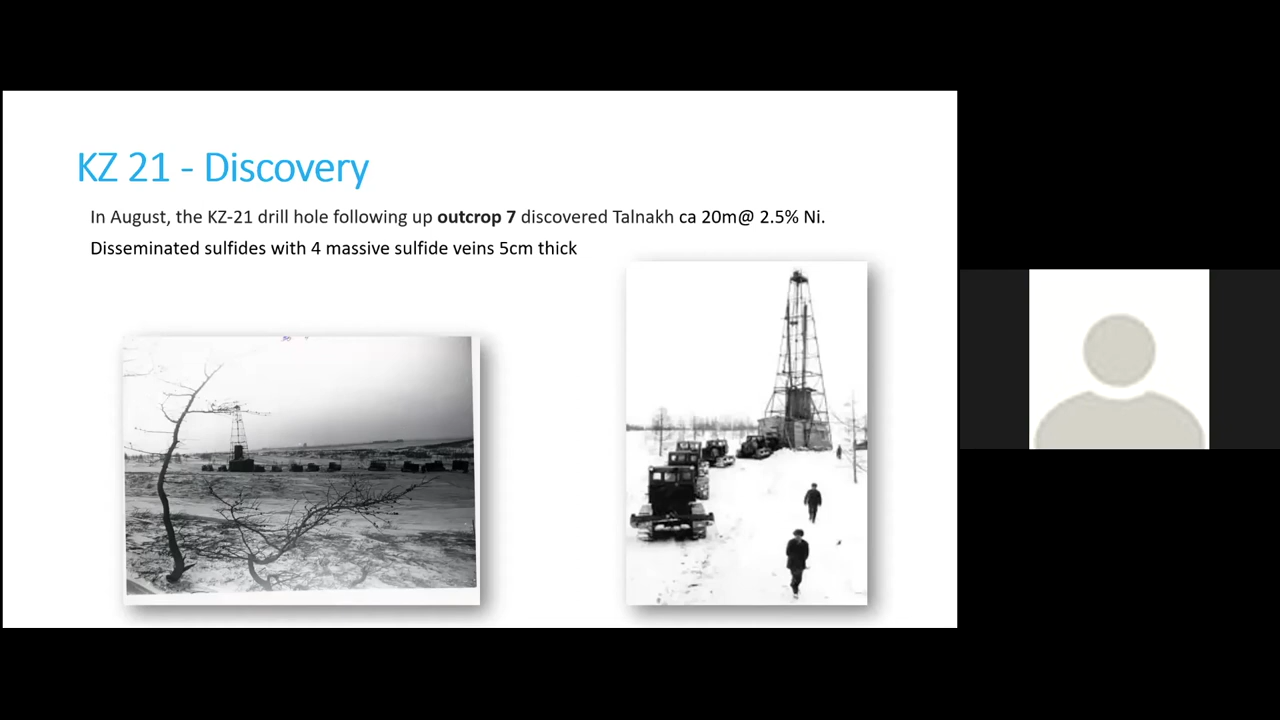 KZ 21 - Discovery
In August, the KZ-21 drill hole following up outcrop 7 discovered Talnakh ca 20m@ 2.5% Ni.
Disseminated sulfides with 4 massive sulfide veins 5cm thick